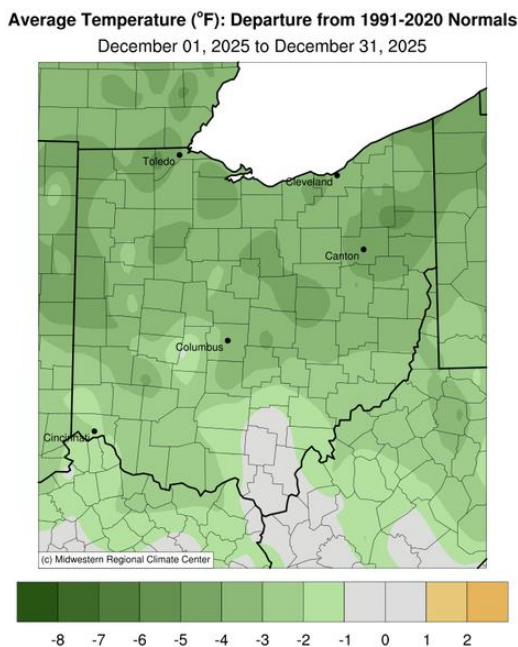 Average Temperature (°F): Departure from 1991-2020 Normals
December 01, 2025 to December 31, 2025
Toledo
Cleveland
Canton
Columbus
Cincinnati
(c) Midwestern Regional Climate Center
-8 -7 -6 -5 -4 -3 -2 -1 0 1 2